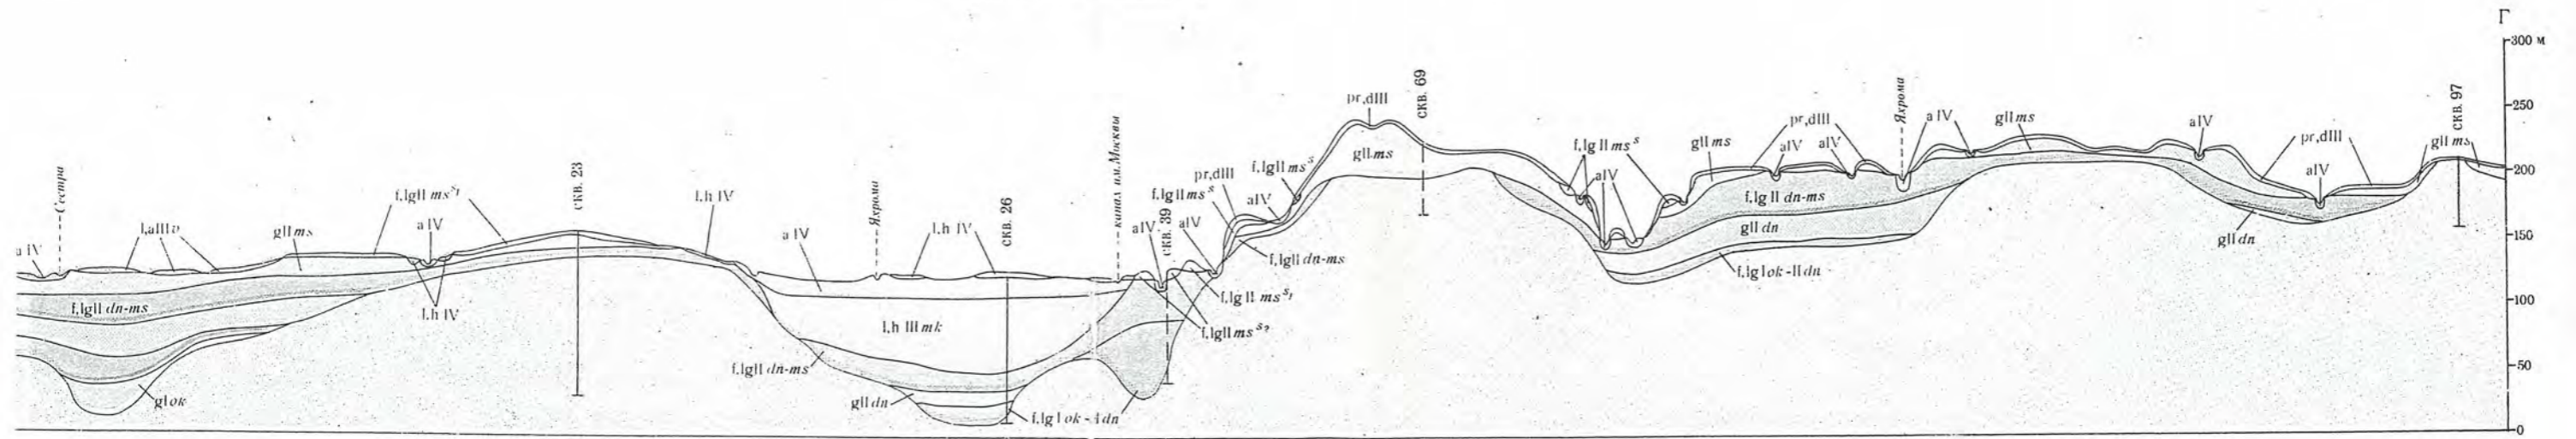 Г
300 м
250
200
150
100
50
0
Сестра
a IV
l,aIII
f,lgII dn-ms
gI ok
gII ms
f,lgII ms s1
a IV
l.h IV
скв. 23
l.h IV
a IV
Яхрома
l.h IV
скв. 26
l,h III mk
f,lgII dn-ms
gII dn
f,lg I ok - II dn
канал им. Москвы
aIV
скв. 39
aIV
pr,dIII
f,lgII ms s
aIV
f,lgII ms s
f,lgII dn-ms
f,lg II ms s1
f,lgII ms s2
pr,dIII
gII ms
скв. 69
f,lg II ms s
aIV
gII ms
pr,dIII
aIV
aIV
f,lg II dn-ms
gII dn
f,lg I ok-II dn
Яхрома
a IV
gII ms
aIV
gII dn
pr,dIII
aIV
gII ms
скв. 97